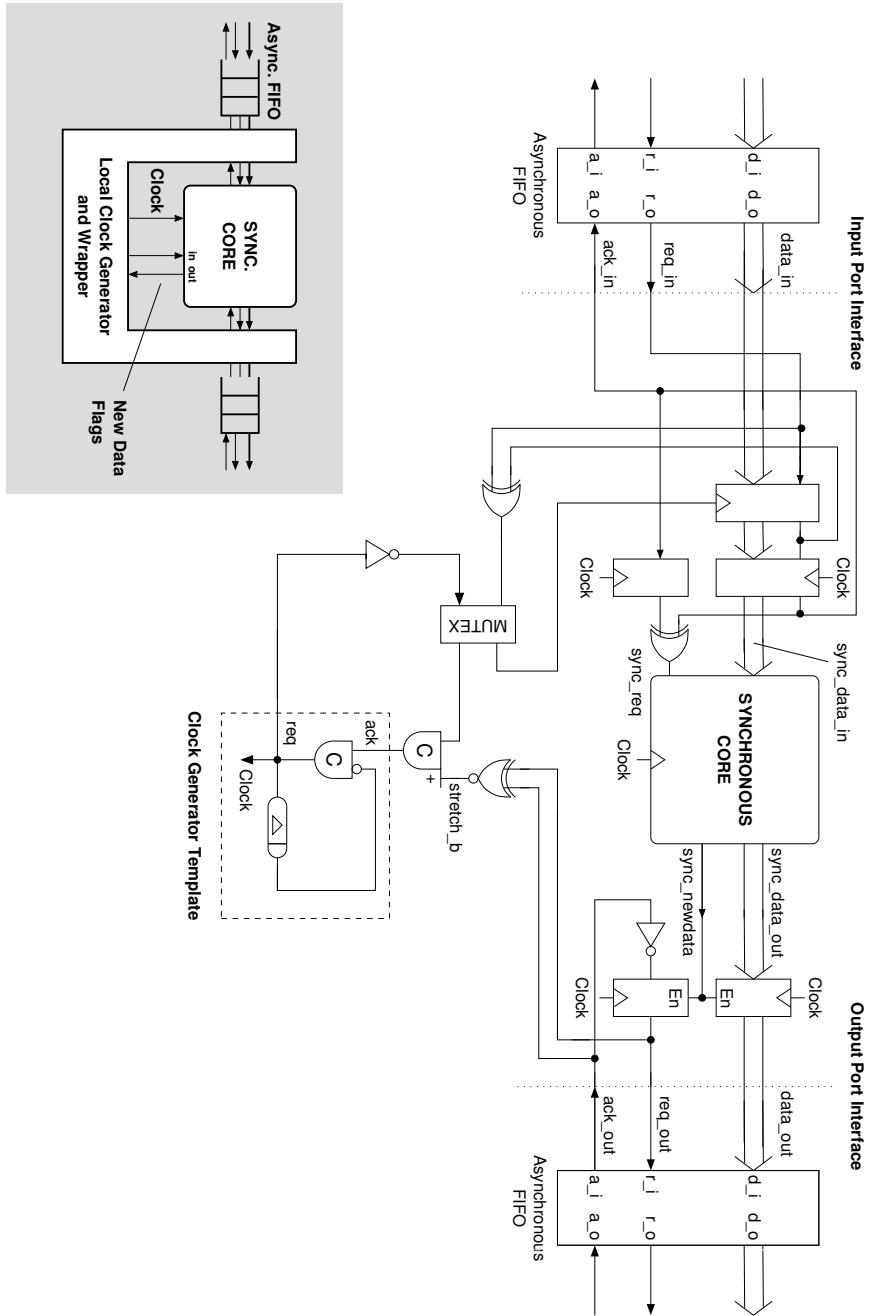 Input Port Interface
Output Port Interface
Clock
sync_data_in
Clock
data_in
sync_data_out
data_out
d_i d_o
d_i d_o
SYNCHRONOUS
CORE
En
sync_newdata
En
req_in
req_out
r_i r_o
r_i r_o
sync_req
Clock
Clock
Clock
ack_in
ack_out
a_i a_o
a_i a_o
Asynchronous
FIFO
Asynchronous
FIFO
MUTEX
C
+
stretch_b
ack
C
req
Clock
Clock Generator Template
Async. FIFO
SYNC.
CORE
in out
Clock
Local Clock Generator
and Wrapper
New Data
Flags